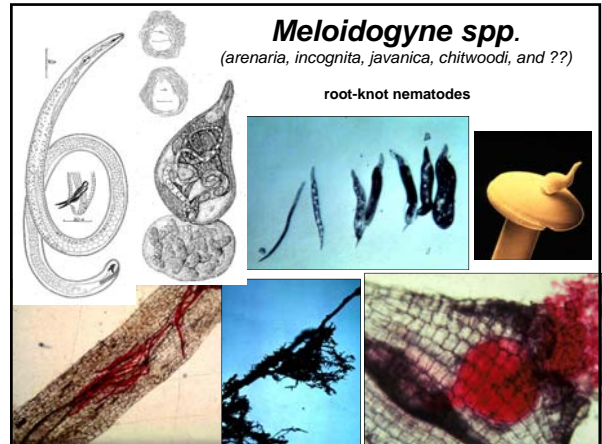 Meloidogyne spp.
(arenaria, incognita, javanica, chitwoodi, and ??)
root-knot nematodes